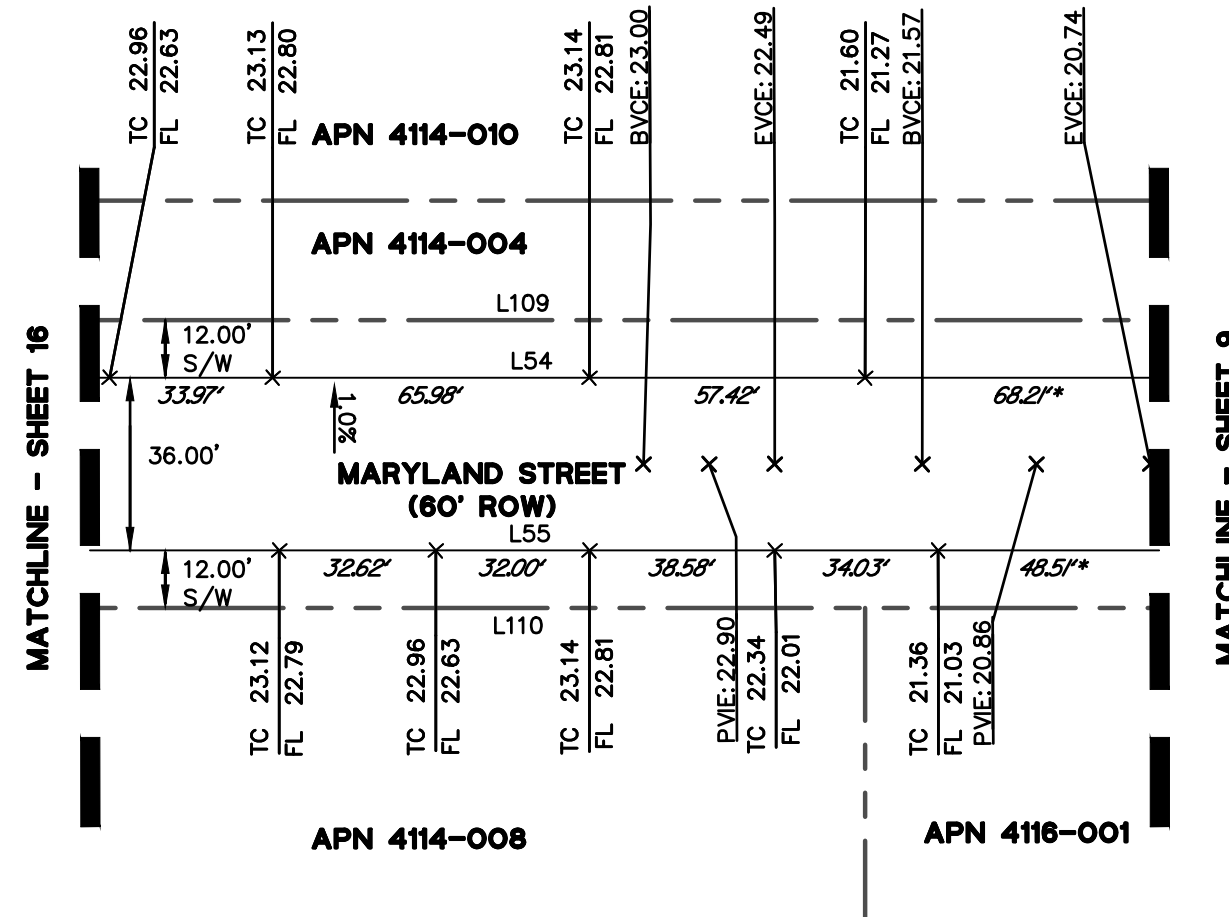 TC 22.96
FL 22.63
TC 23.13
FL 22.80
TC 23.14
FL 22.81
BVCE: 23.00
EVCE: 22.49
TC 21.60
FL 21.27
BVCE: 21.57
EVCE: 20.74
APN 4114-010
APN 4114-004
L109
12.00'
S/W
L54
33.97'
65.98'
57.42'
68.21'*
1.0%
36.00'
MARYLAND STREET
(60' ROW)
L55
12.00'
S/W
32.62'
32.00'
38.58'
34.03'
48.51'*
L110
TC 23.12
FL 22.79
TC 22.96
FL 22.63
TC 23.14
FL 22.81
PVIE: 22.90
TC 22.34
FL 22.01
TC 21.36
FL 21.03
PVIE: 20.86
APN 4114-008
APN 4116-001
MATCHLINE - SHEET 16
MATCHLINE - SHEET